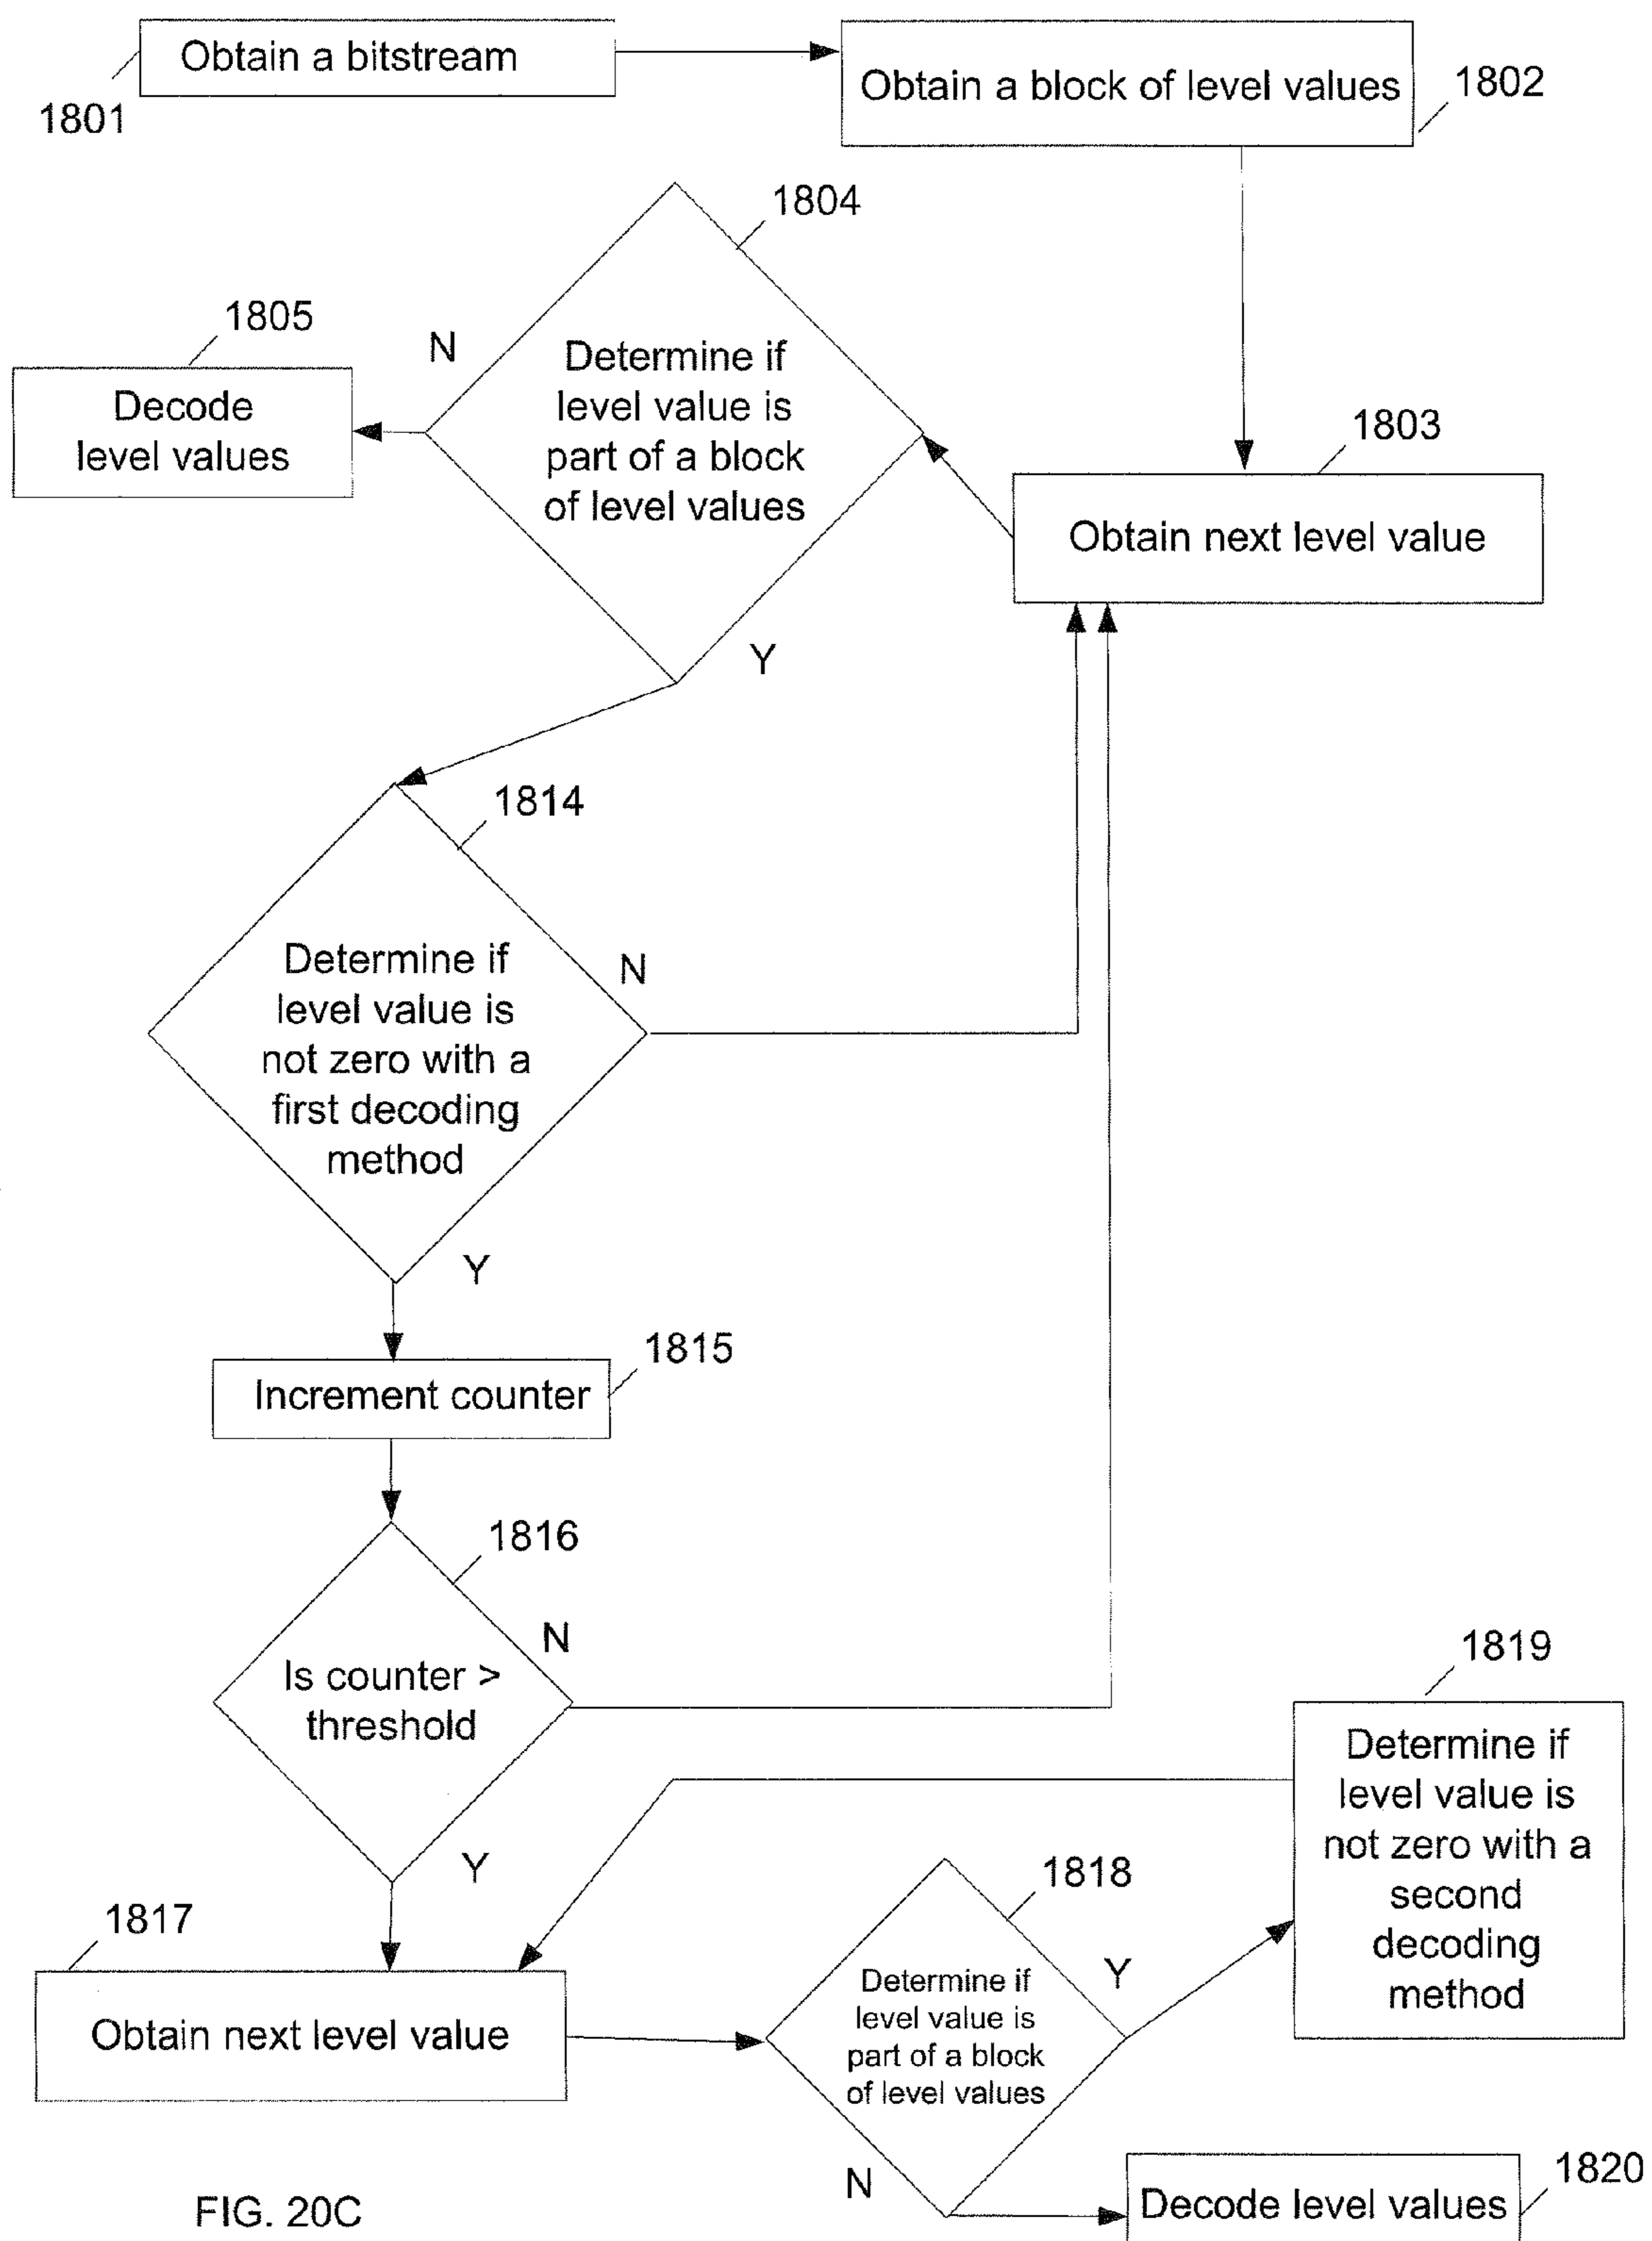 Obtain a bitstream
1801
Obtain a block of level values
1802
1804
Determine if
level value is
part of a block
of level values
N
Y
1805
Decode
level values
1803
Obtain next level value
1814
Determine if
level value is
not zero with a
first decoding
method
N
Y
1815
Increment counter
1816
Is counter >
threshold
N
Y
1817
Obtain next level value
1818
Determine if
level value is
part of a block
of level values
Y
N
1819
Determine if
level value is
not zero with a
second
decoding
method
1820
Decode level values
FIG. 20C